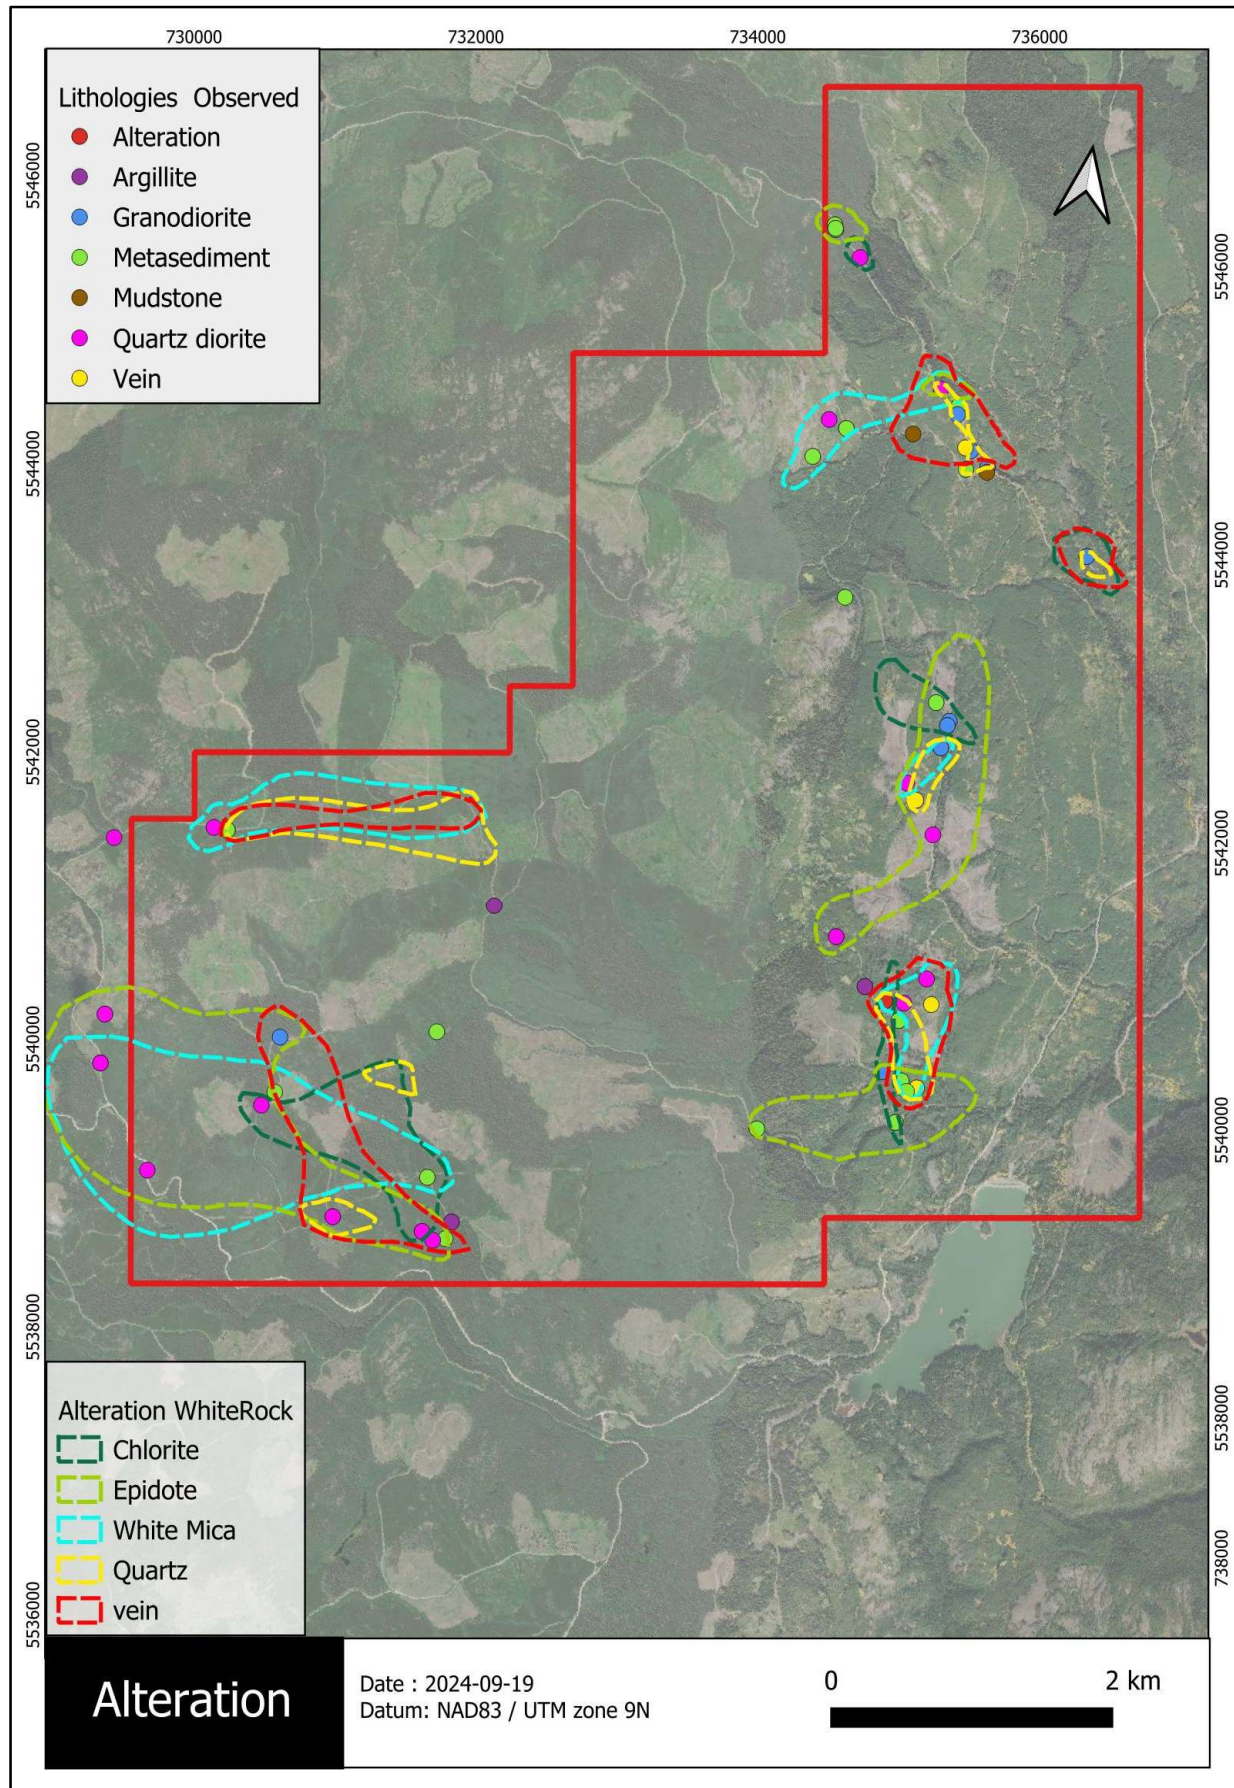 730000
732000
734000
736000
Lithologies Observed
Alteration
Argillite
Granodiorite
Metasediment
Mudstone
Quartz diorite
Vein
5546000
5544000
5542000
5540000
5538000
5536000
5546000
5544000
5542000
5540000
5538000
738000
Alteration WhiteRock
Chlorite
Epidote
White Mica
Quartz
vein
Alteration
Date : 2024-09-19
Datum: NAD83 / UTM zone 9N
0
2 km